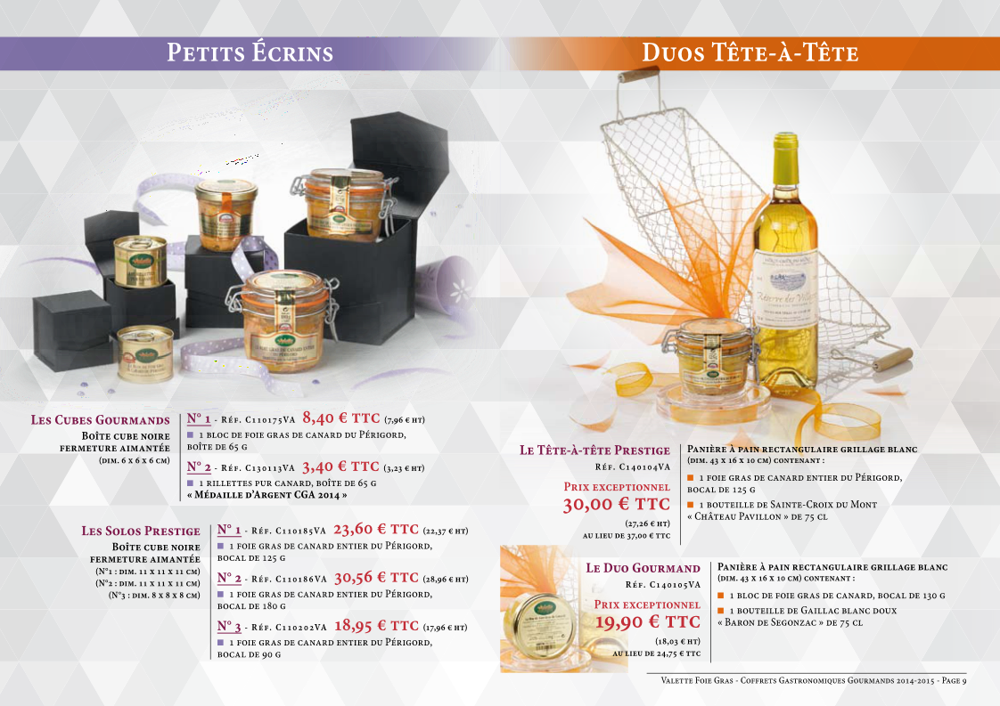 Petits Écrins
Les Cubes Gourmands
Boîte cube noire
fermeture aimantée
(dim. 6 x 6 x 6 cm)
N° 1 - Réf. C110175VA 8,40 € TTC (7,96 € HT)
■ 1 bloc de foie gras de canard du Périgord,
boîte de 65 g
N° 2 - Réf. C130113VA 3,40 € TTC (3,23 € HT)
■ 1 rillettes pur canard, boîte de 65 g
« Médaille d'Argent CGA 2014 »
Les Solos Prestige
Boîte cube noire
fermeture aimantée
(N°1 : dim. 11 x 11 x 11 cm)
(N°2 : dim. 11 x 11 x 11 cm)
(N°3 : dim. 8 x 8 x 8 cm)
N° 1 - Réf. C110185VA 23,60 € TTC (22,37 € HT)
■ 1 foie gras de canard entier du Périgord,
bocal de 125 g
N° 2 - Réf. C110186VA 30,56 € TTC (28,96 € HT)
■ 1 foie gras de canard entier du Périgord,
bocal de 180 g
N° 3 - Réf. C110202VA 18,95 € TTC (17,96 € HT)
■ 1 foie gras de canard entier du Périgord,
bocal de 90 g
Duos Tête-à-Tête
Le Tête-à-tête Prestige
Réf. C140104VA
Prix exceptionnel
30,00 € TTC
(27,26 € HT)
au lieu de 37,00 € TTC
Panière à pain rectangulaire grillage blanc
(dim. 43 x 16 x 10 cm) contenant :
■ 1 foie gras de canard entier du Périgord,
bocal de 125 g
■ 1 bouteille de Sainte-Croix du Mont
« Château Pavillon » de 75 cl
Le Duo Gourmand
Réf. C140105VA
Prix exceptionnel
19,90 € TTC
(18,03 € HT)
au lieu de 24,75 € TTC
Panière à pain rectangulaire grillage blanc
(dim. 43 x 16 x 10 cm) contenant :
■ 1 bloc de foie gras de canard, bocal de 130 g
■ 1 bouteille de Gaillac blanc doux
« Baron de Segonzac » de 75 cl
Valette Foie Gras - Coffrets Gastronomiques Gourmands 2014-2015 - Page 9